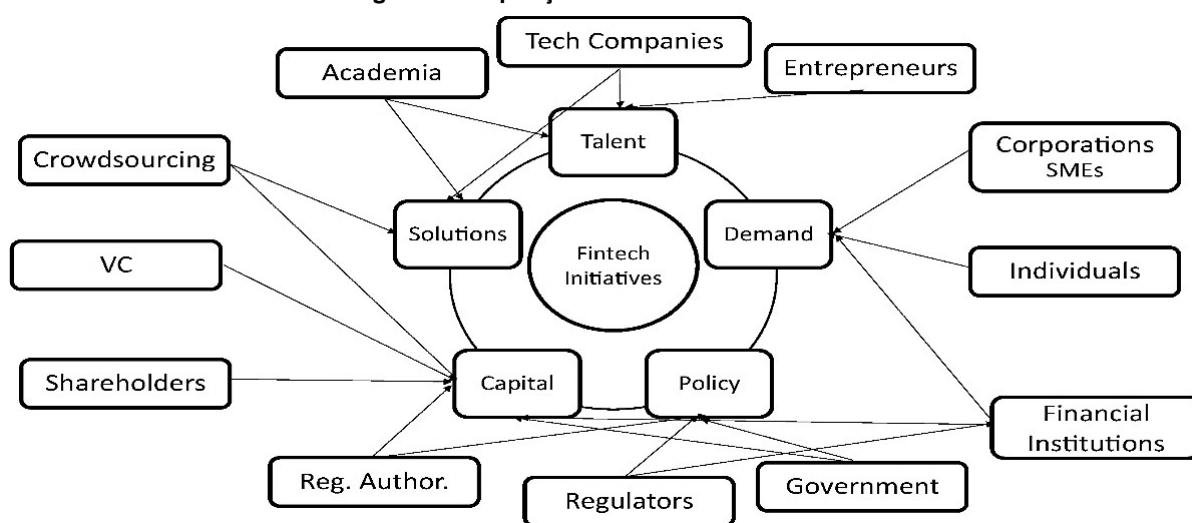 Tech Companies
Academia
Entrepreneurs
Talent
Crowdsourcing
Corporations
SMEs
Solutions
Demand
Fintech
Initiatives
VC
Individuals
Shareholders
Capital
Policy
Financial
Institutions
Reg. Author.
Regulators
Government